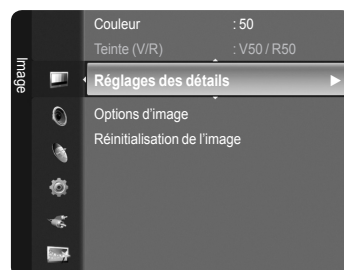 Image
Couleur : 50
Teinte (V/R) : V50 / R50
Réglages des détails
Options d'image
Réinitialisation de l'image